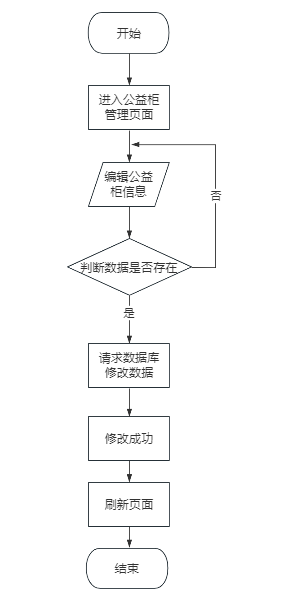 开始
进入公益柜
管理页面
编辑公益
柜信息
否
判断数据是否存在
是
请求数据库
修改数据
修改成功
刷新页面
结束